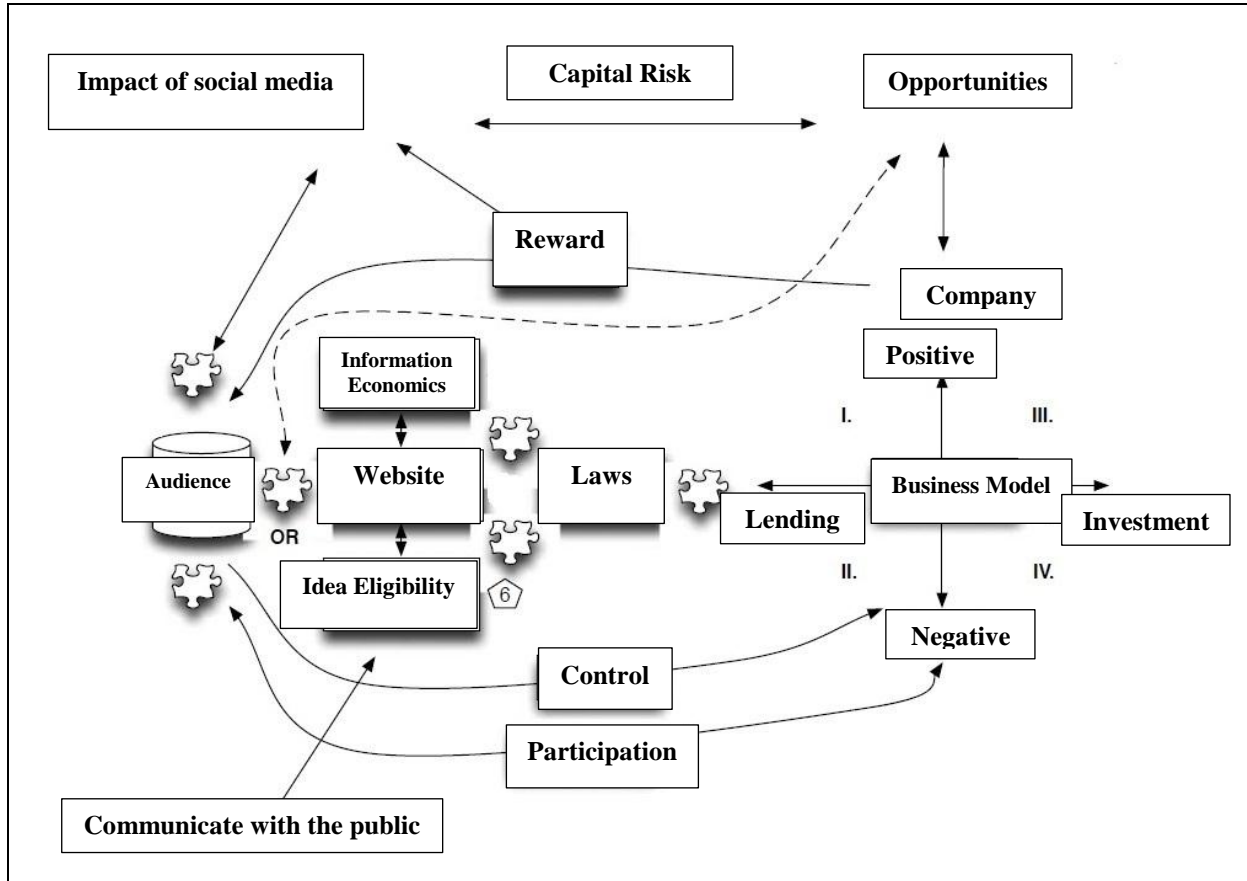 Impact of social media
Capital Risk
Opportunities
Reward
Company
Positive
Information
Economics
I.
III.
Audience
Website
Laws
Business Model
Lending
Investment
OR
Idea Eligibility
6
II.
IV.
Negative
Control
Participation
Communicate with the public